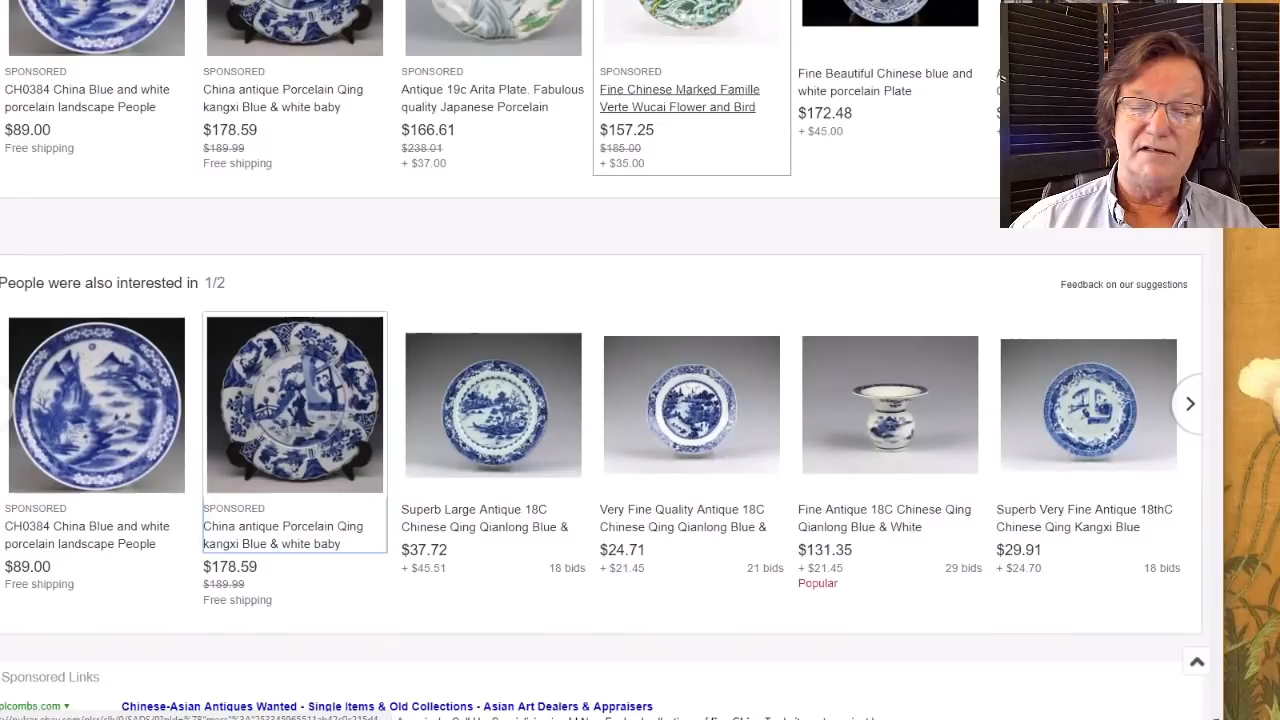 SPONSORED
CH0384 China Blue and white
porcelain landscape People
$89.00
Free shipping
SPONSORED
China antique Porcelain Qing
kangxi Blue & white baby
$178.59
$189.99
Free shipping
SPONSORED
Antique 19c Arita Plate. Fabulous
quality Japanese Porcelain
$166.61
$238.01
+ $37.00
SPONSORED
Fine Chinese Marked Famille
Verte Wucai Flower and Bird
$157.25
$185.00
+ $35.00
Fine Beautiful Chinese blue and
white porcelain Plate
$172.48
+ $45.00
People were also interested in 1/2
Feedback on our suggestions
SPONSORED
CH0384 China Blue and white
porcelain landscape People
$89.00
Free shipping
SPONSORED
China antique Porcelain Qing
kangxi Blue & white baby
$178.59
$189.99
Free shipping
Superb Large Antique 18C
Chinese Qing Qianlong Blue &
$37.72
+ $45.51 18 bids
Very Fine Quality Antique 18C
Chinese Qing Qianlong Blue &
$24.71
+ $21.45 21 bids
Fine Antique 18C Chinese Qing
Qianlong Blue & White
$131.35
+ $21.45 29 bids
Popular
Superb Very Fine Antique 18thC
Chinese Qing Kangxi Blue
$29.91
+ $24.70 18 bids
Sponsored Links
plcombs.com
Chinese-Asian Antiques Wanted - Single Items & Old Collections - Asian Art Dealers & Appraisers